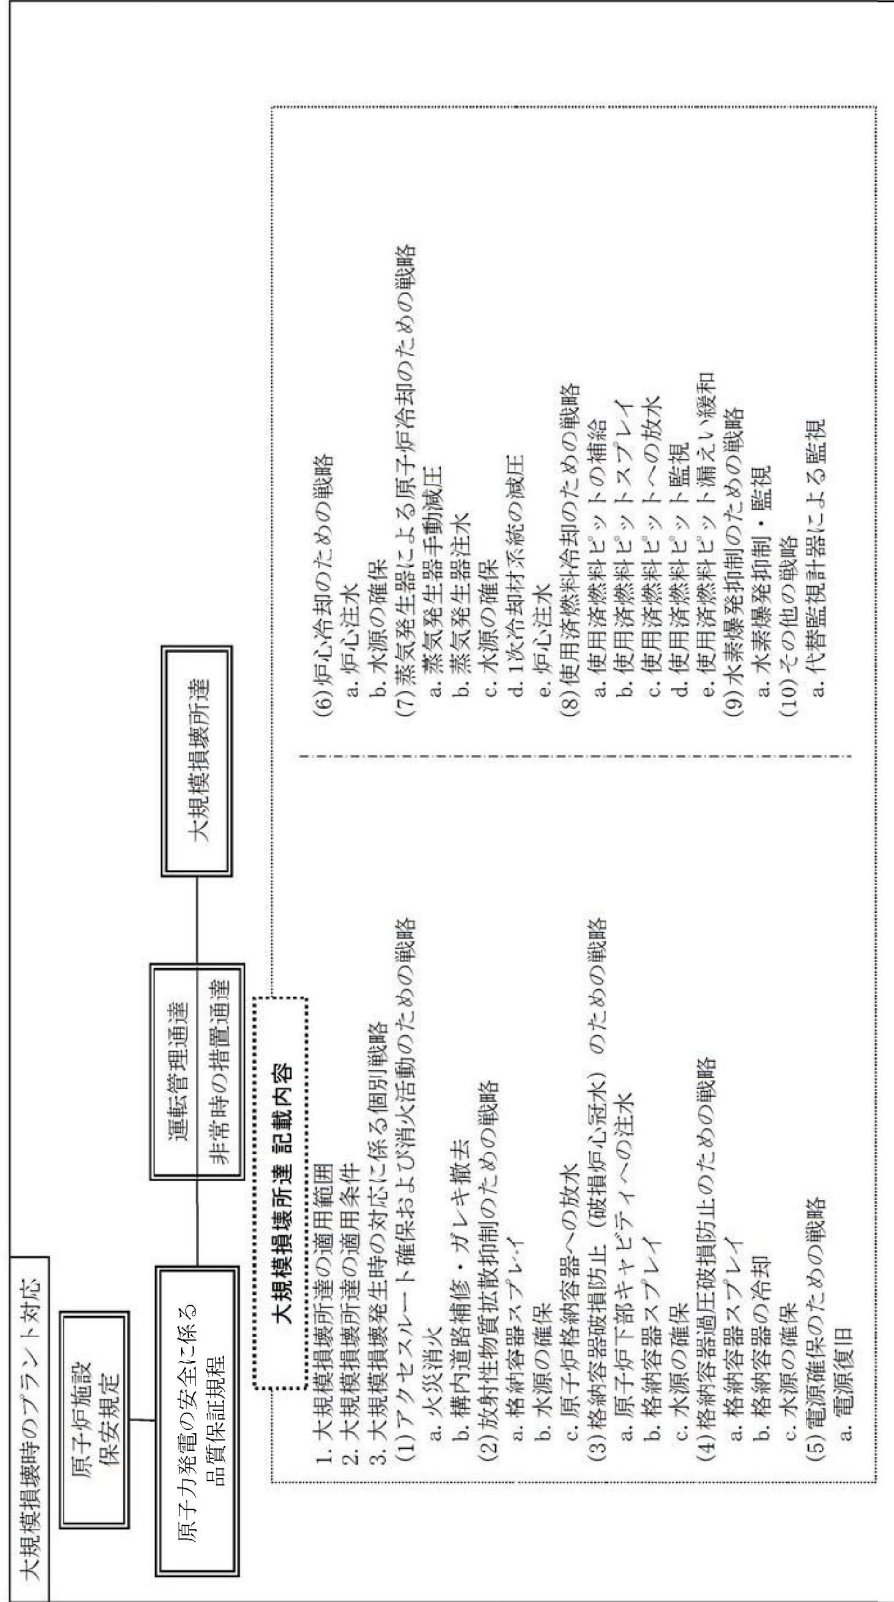 大規模損壊時のプラント対応
原子炉施設
保安規定
原子力発電の安全に係る
品質保証規程
運転管理通達
非常時の措置通達
大規模損壊所達
大規模損壊所達 記載内容
1. 大規模損壊所達の適用範囲
2. 大規模損壊所達の適用条件
3. 大規模損壊発生時の対応に係る個別戦略
(1)アクセスルート確保および消火活動のための戦略
a. 火災消火
b. 構内道路補修・ガレキ撤去
(2)放射性物質拡散抑制のための戦略
a. 格納容器スプレイ
b. 水源の確保
c. 原子炉格納容器への放水
(3)格納容器破損防止（破損炉心冠水）のための戦略
a. 原子炉下部キャビティへの注水
b. 格納容器スプレイ
c. 水源の確保
(4)格納容器過圧破損防止のための戦略
a. 格納容器スプレイ
b. 格納容器の冷却
c. 水源の確保
(5)電源確保のための戦略
a. 電源復旧
(6)炉心冷却のための戦略
a. 炉心注水
b. 水源の確保
(7)蒸気発生器による原子炉冷却のための戦略
a. 蒸気発生器手動減圧
b. 蒸気発生器注水
c. 水源の確保
d. 1次冷却材系統の減圧
e. 炉心注水
(8)使用済燃料冷却のための戦略
a. 使用済燃料ピットの補給
b. 使用済燃料ピットスプレイ
c. 使用済燃料ピットへの放水
d. 使用済燃料ピット監視
e. 使用済燃料ピット漏えい緩和
(9)水素爆発抑制のための戦略
a. 水素爆発抑制・監視
(10)その他の戦略
a. 代替監視計器による監視